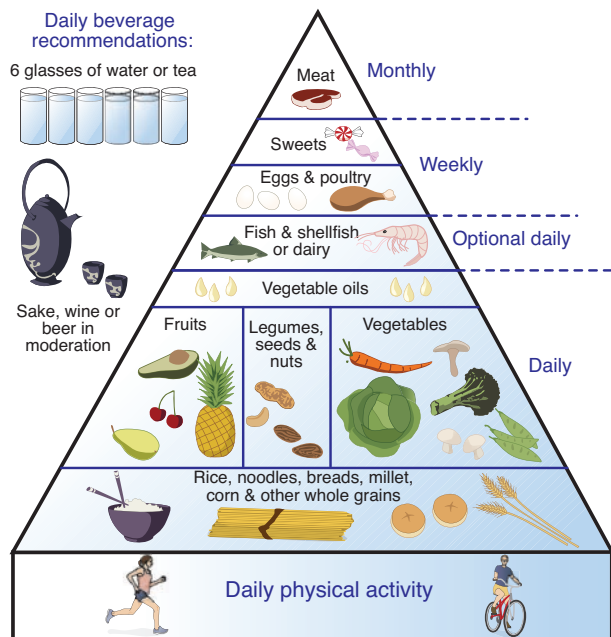 Daily beverage
recommendations:
6 glasses of water or tea
Sake, wine or
beer in
moderation
Meat
Monthly
Sweets
Weekly
Eggs & poultry
Fish & shellfish
or dairy
Optional daily
Vegetable oils
Fruits
Legumes,
seeds &
nuts
Vegetables
Daily
Rice, noodles, breads, millet,
corn & other whole grains
Daily physical activity